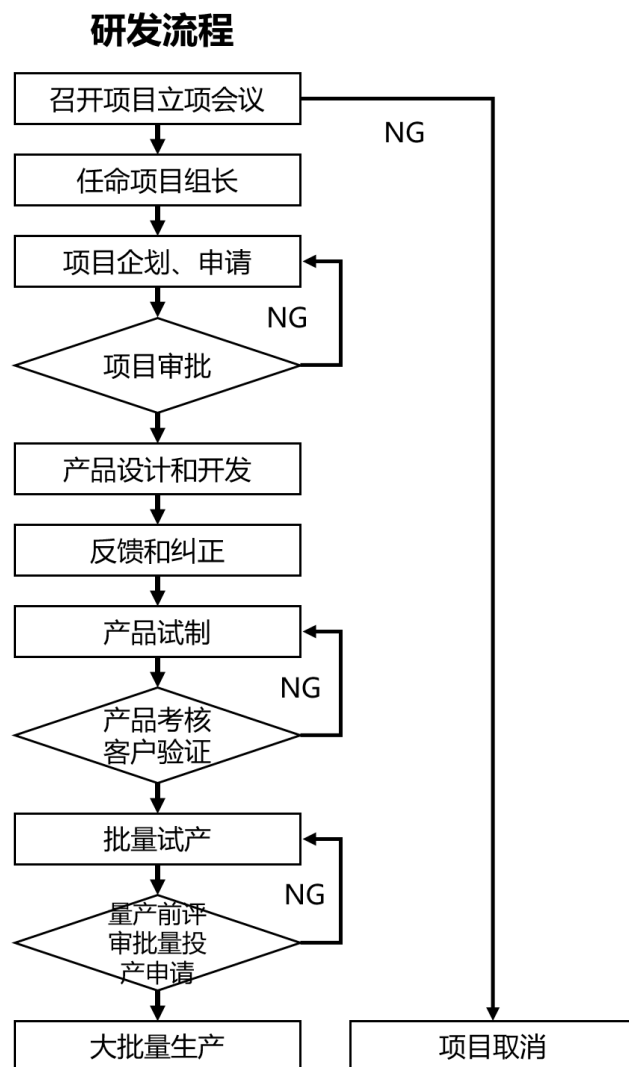 研发流程
召开项目立项会议
NG
任命项目组长
项目企划、申请
NG
项目审批
产品设计和开发
反馈和纠正
产品试制
NG
产品考核
客户验证
批量试产
NG
量产前评
审批量投
产申请
大批量生产
项目取消